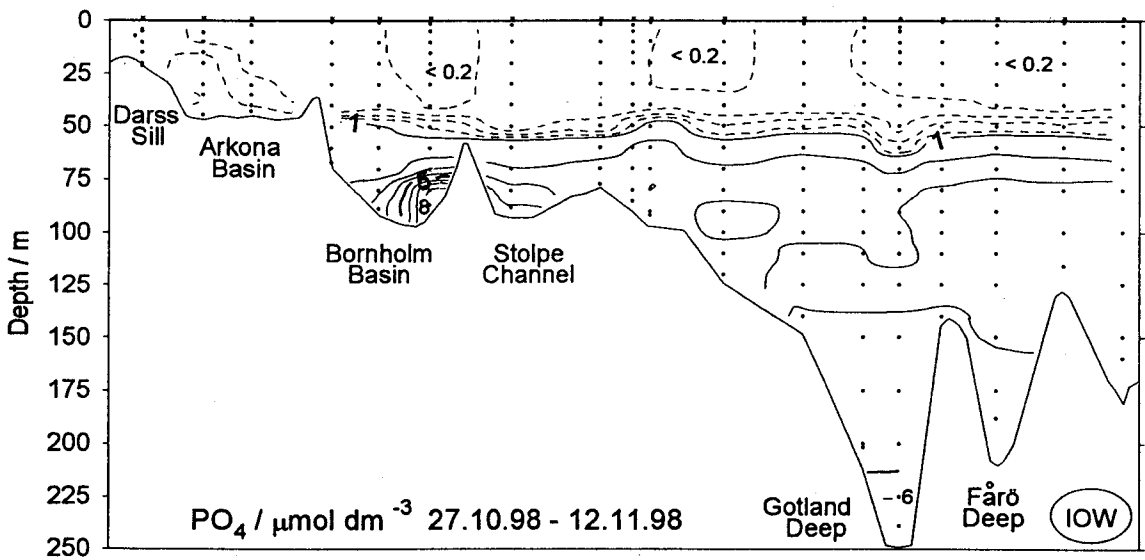 0
25
50
75
100
125
150
175
200
225
250
Depth / m
< 0.2
< 0.2
< 0.2
1
1
5
8
6
Darss
Sill
Arkona
Basin
Bornholm
Basin
Stolpe
Channel
Gotland
Deep
Fårö
Deep
IOW
PO₄ / μmol dm ⁻³ 27.10.98 - 12.11.98